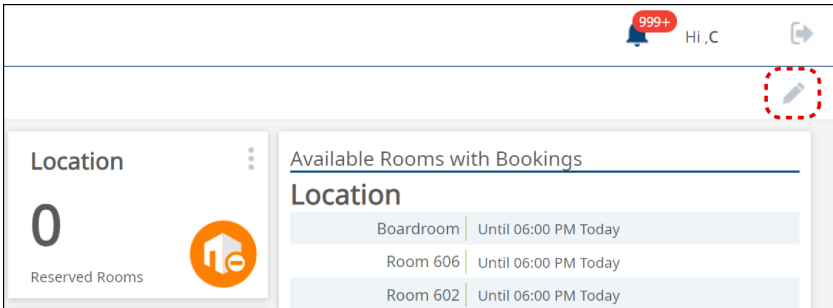 999+
Hi ,C
Location
0
Reserved Rooms
Available Rooms with Bookings
Location
Boardroom Until 06:00 PM Today
Room 606 Until 06:00 PM Today
Room 602 Until 06:00 PM Today